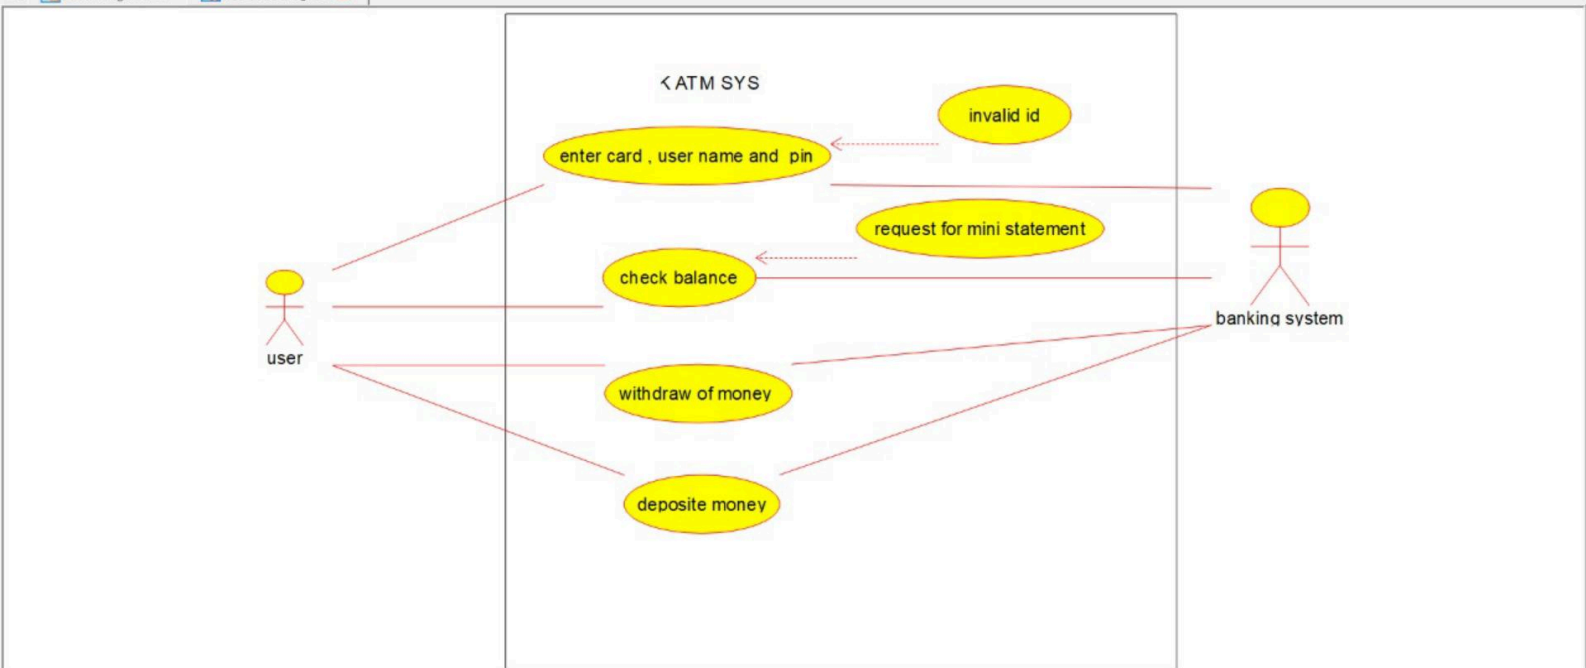 ATM SYS
invalid id
enter card , user name and pin
request for mini statement
check balance
banking system
user
withdraw of money
deposite money